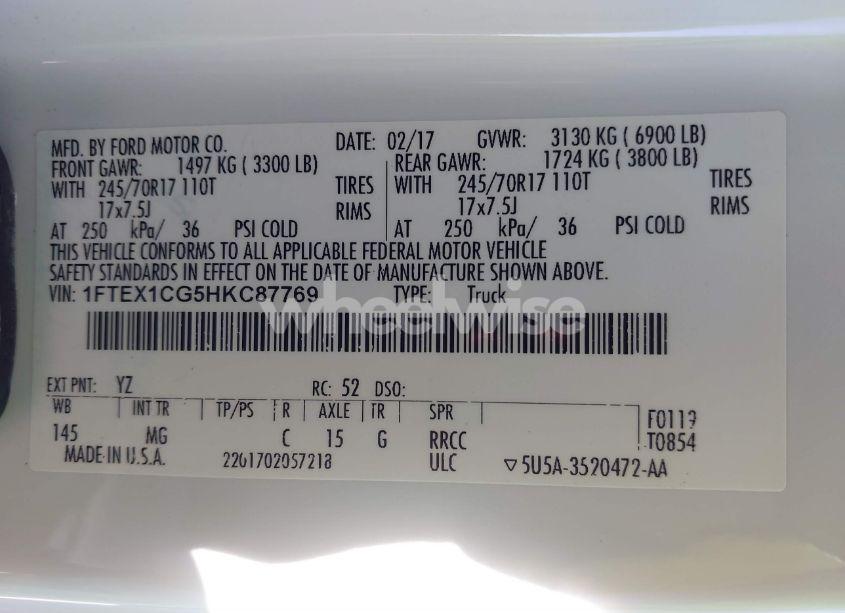 MFD. BY FORD MOTOR CO. DATE: 02/17 GVWR: 3130 KG ( 6900 LB)
FRONT GAWR: 1497 KG ( 3300 LB) REAR GAWR: 1724 KG ( 3800 LB)
WITH 245/70R17 110T TIRES WITH 245/70R17 110T TIRES
17x7.5J RIMS 17x7.5J RIMS
AT 250 kPa/ 36 PSI COLD AT 250 kPa/ 36 PSI COLD
THIS VEHICLE CONFORMS TO ALL APPLICABLE FEDERAL MOTOR VEHICLE
SAFETY STANDARDS IN EFFECT ON THE DATE OF MANUFACTURE SHOWN ABOVE.
VIN: 1FTEX1CG5HKC87769 TYPE: Truck
wheelwise
EXT PNT: YZ RC: 52 DSO:
WB INT TR TP/PS R AXLE TR SPR F0119
145 MG C 15 G RRCC T0854
MADE IN U.S.A. 2201702057218 ULC ▽5U5A-3520472-AA